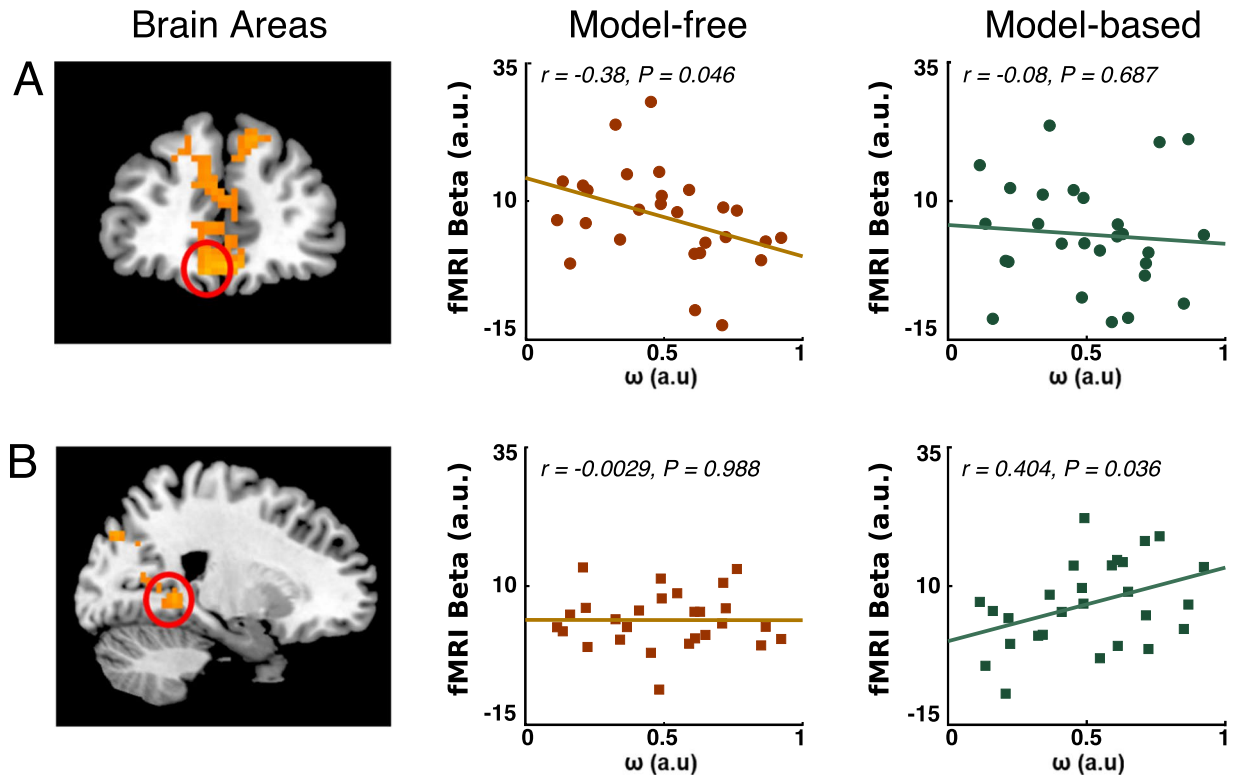 Brain Areas
Model-free
Model-based
A
35
r = -0.38, P = 0.046
fMRI Beta (a.u.)
10
-15
0
0.5
1
ω (a.u)
35
r = -0.08, P = 0.687
fMRI Beta (a.u.)
10
-15
0
0.5
1
ω (a.u)
B
35
r = -0.0029, P = 0.988
fMRI Beta (a.u.)
10
-15
0
0.5
1
ω (a.u)
35
r = 0.404, P = 0.036
fMRI Beta (a.u.)
10
-15
0
0.5
1
ω (a.u)